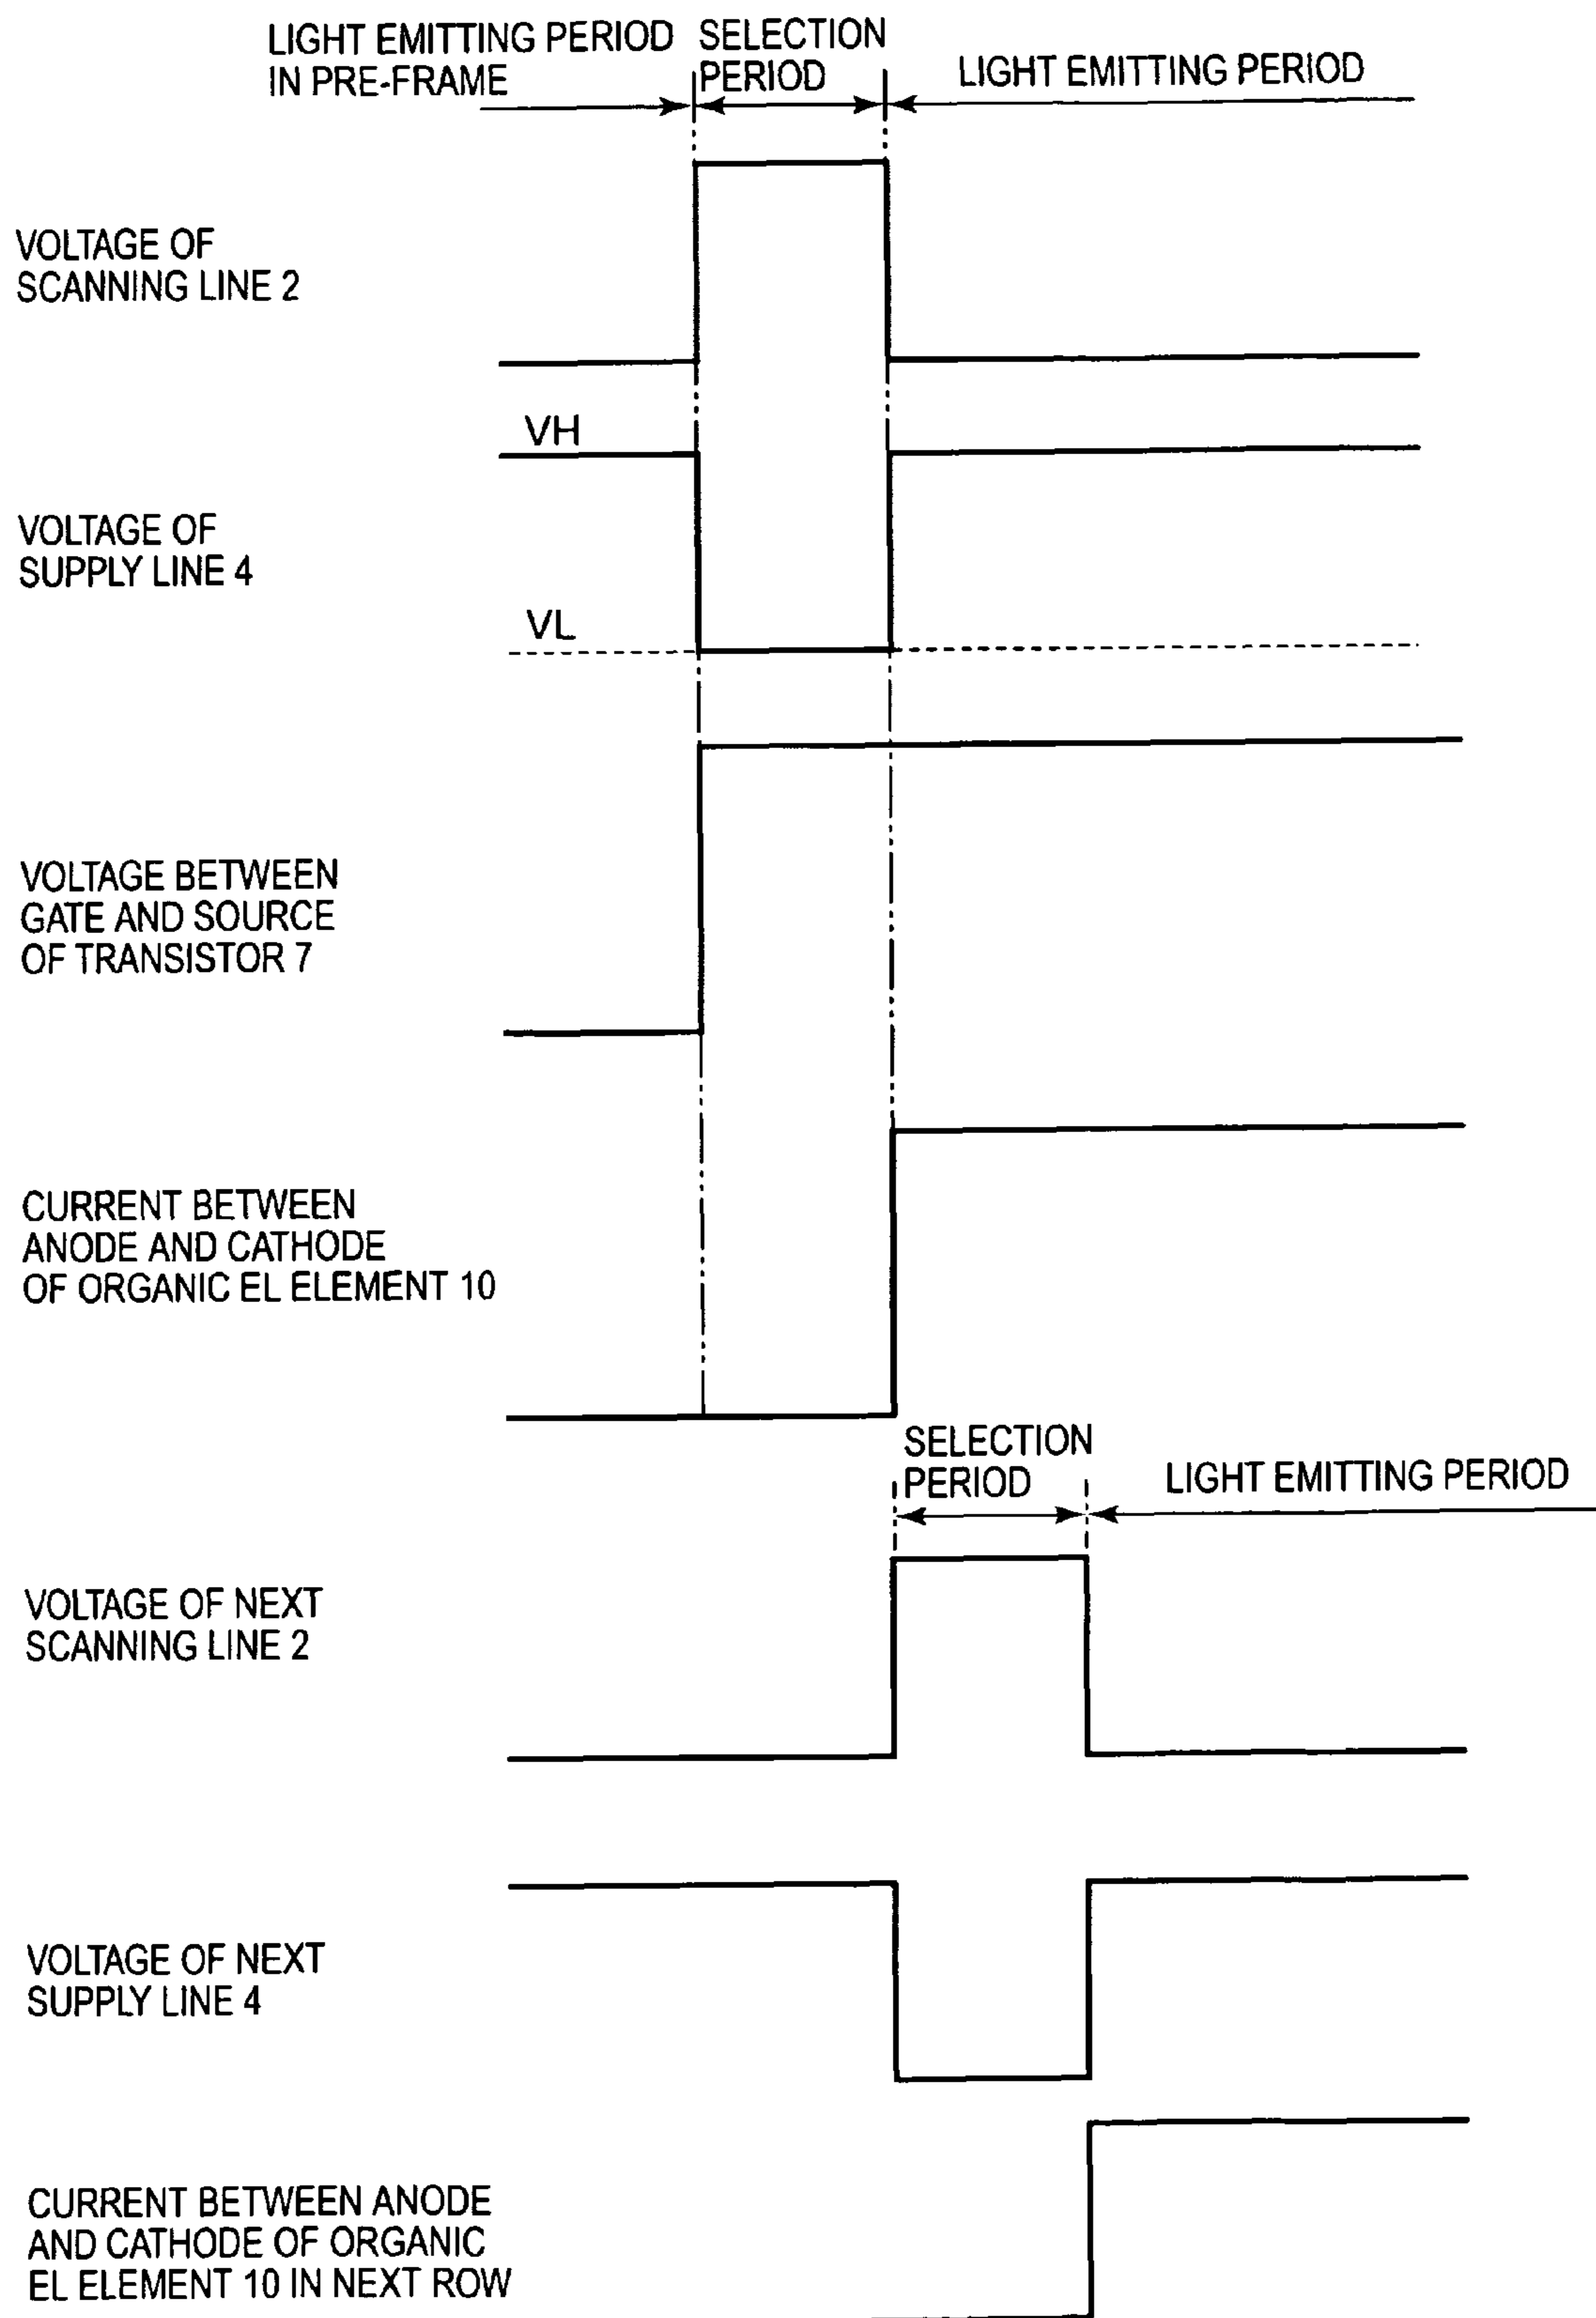 LIGHT EMITTING PERIOD
IN PRE-FRAME
SELECTION
PERIOD
LIGHT EMITTING PERIOD
VOLTAGE OF
SCANNING LINE 2
VH
VOLTAGE OF
SUPPLY LINE 4
VL
VOLTAGE BETWEEN
GATE AND SOURCE
OF TRANSISTOR 7
CURRENT BETWEEN
ANODE AND CATHODE
OF ORGANIC EL ELEMENT 10
SELECTION
PERIOD
LIGHT EMITTING PERIOD
VOLTAGE OF NEXT
SCANNING LINE 2
VOLTAGE OF NEXT
SUPPLY LINE 4
CURRENT BETWEEN ANODE
AND CATHODE OF ORGANIC
EL ELEMENT 10 IN NEXT ROW